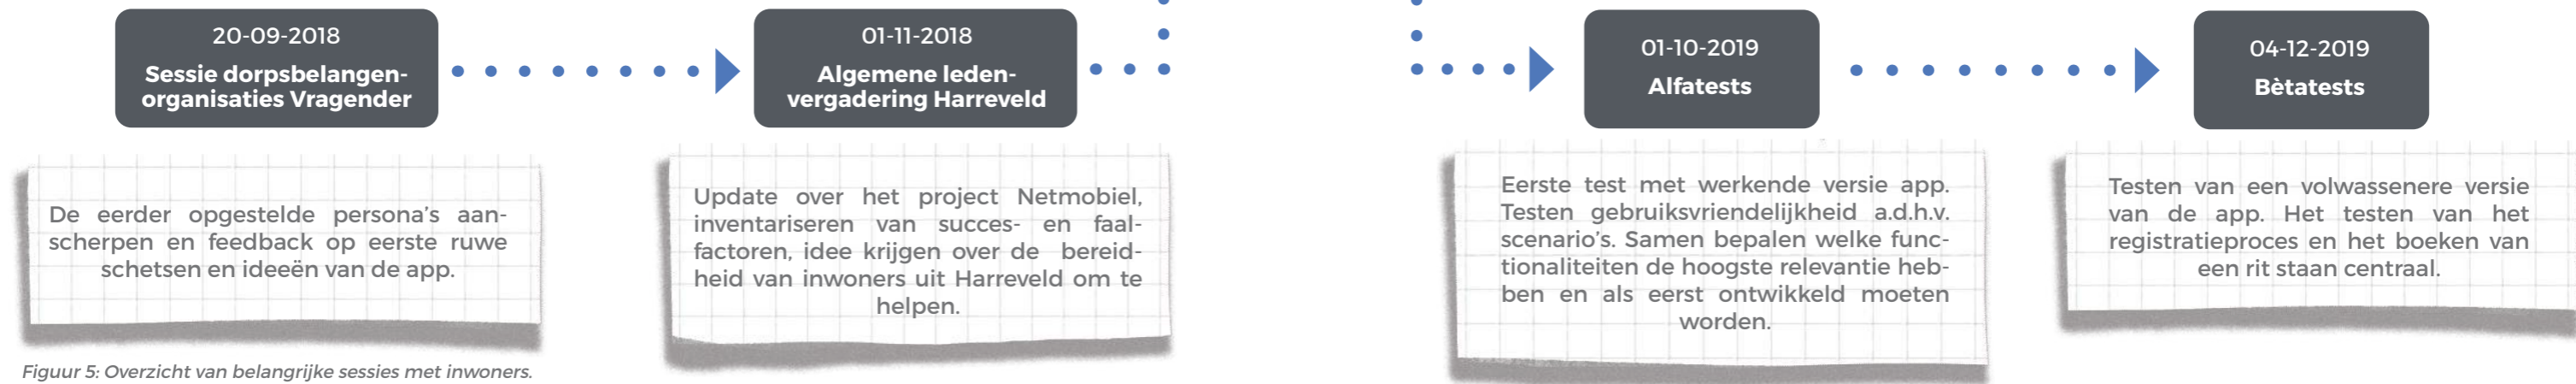 20-09-2018
Sessie dorpsbelangen-
organisaties Vragender
De eerder opgestelde persona's aan-
scherpen en feedback op eerste ruwe
schetsen en ideeën van de app.
01-11-2018
Algemene leden-
vergadering Harreveld
Update over het project Netmobiel,
inventariseren van succes- en faal-
factoren, idee krijgen over de bereid-
heid van inwoners uit Harreveld om te
helpen.
01-10-2019
Alfatests
Eerste test met werkende versie app.
Testen gebruiksvriendelijkheid a.d.h.v.
scenario's. Samen bepalen welke func-
tionaliteiten de hoogste relevantie heb-
ben en als eerst ontwikkeld moeten
worden.
04-12-2019
Bètatests
Testen van een volwassenere versie
van de app. Het testen van het
registratieproces en het boeken van
een rit staan centraal.
Figuur 5: Overzicht van belangrijke sessies met inwoners.